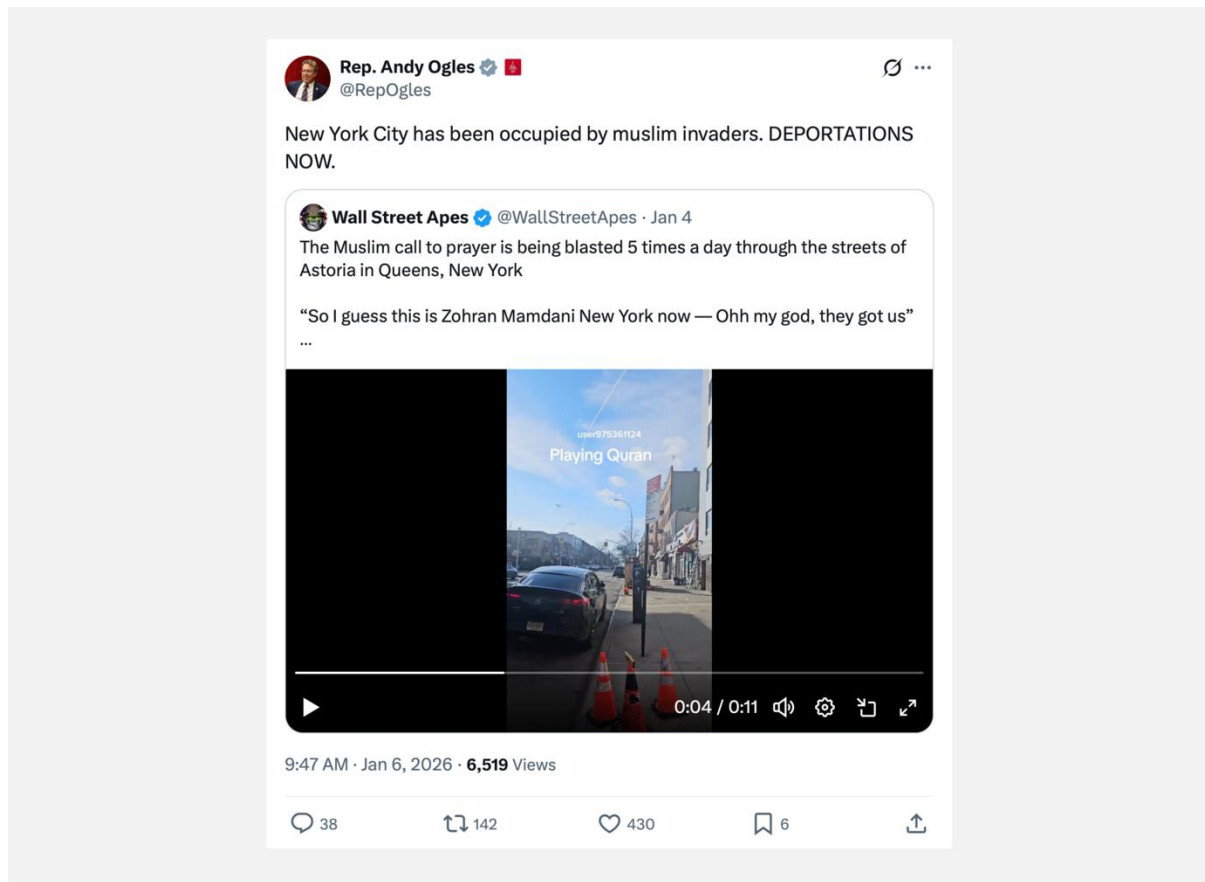 Rep. Andy Ogles
@RepOgles
New York City has been occupied by muslim invaders. DEPORTATIONS
NOW.
Wall Street Apes @WallStreetApes · Jan 4
The Muslim call to prayer is being blasted 5 times a day through the streets of
Astoria in Queens, New York
“So I guess this is Zohran Mamdani New York now — Ohh my god, they got us”
...
user975361124
Playing Quran
0:04 / 0:11
9:47 AM · Jan 6, 2026 · 6,519 Views
38 142 430 6